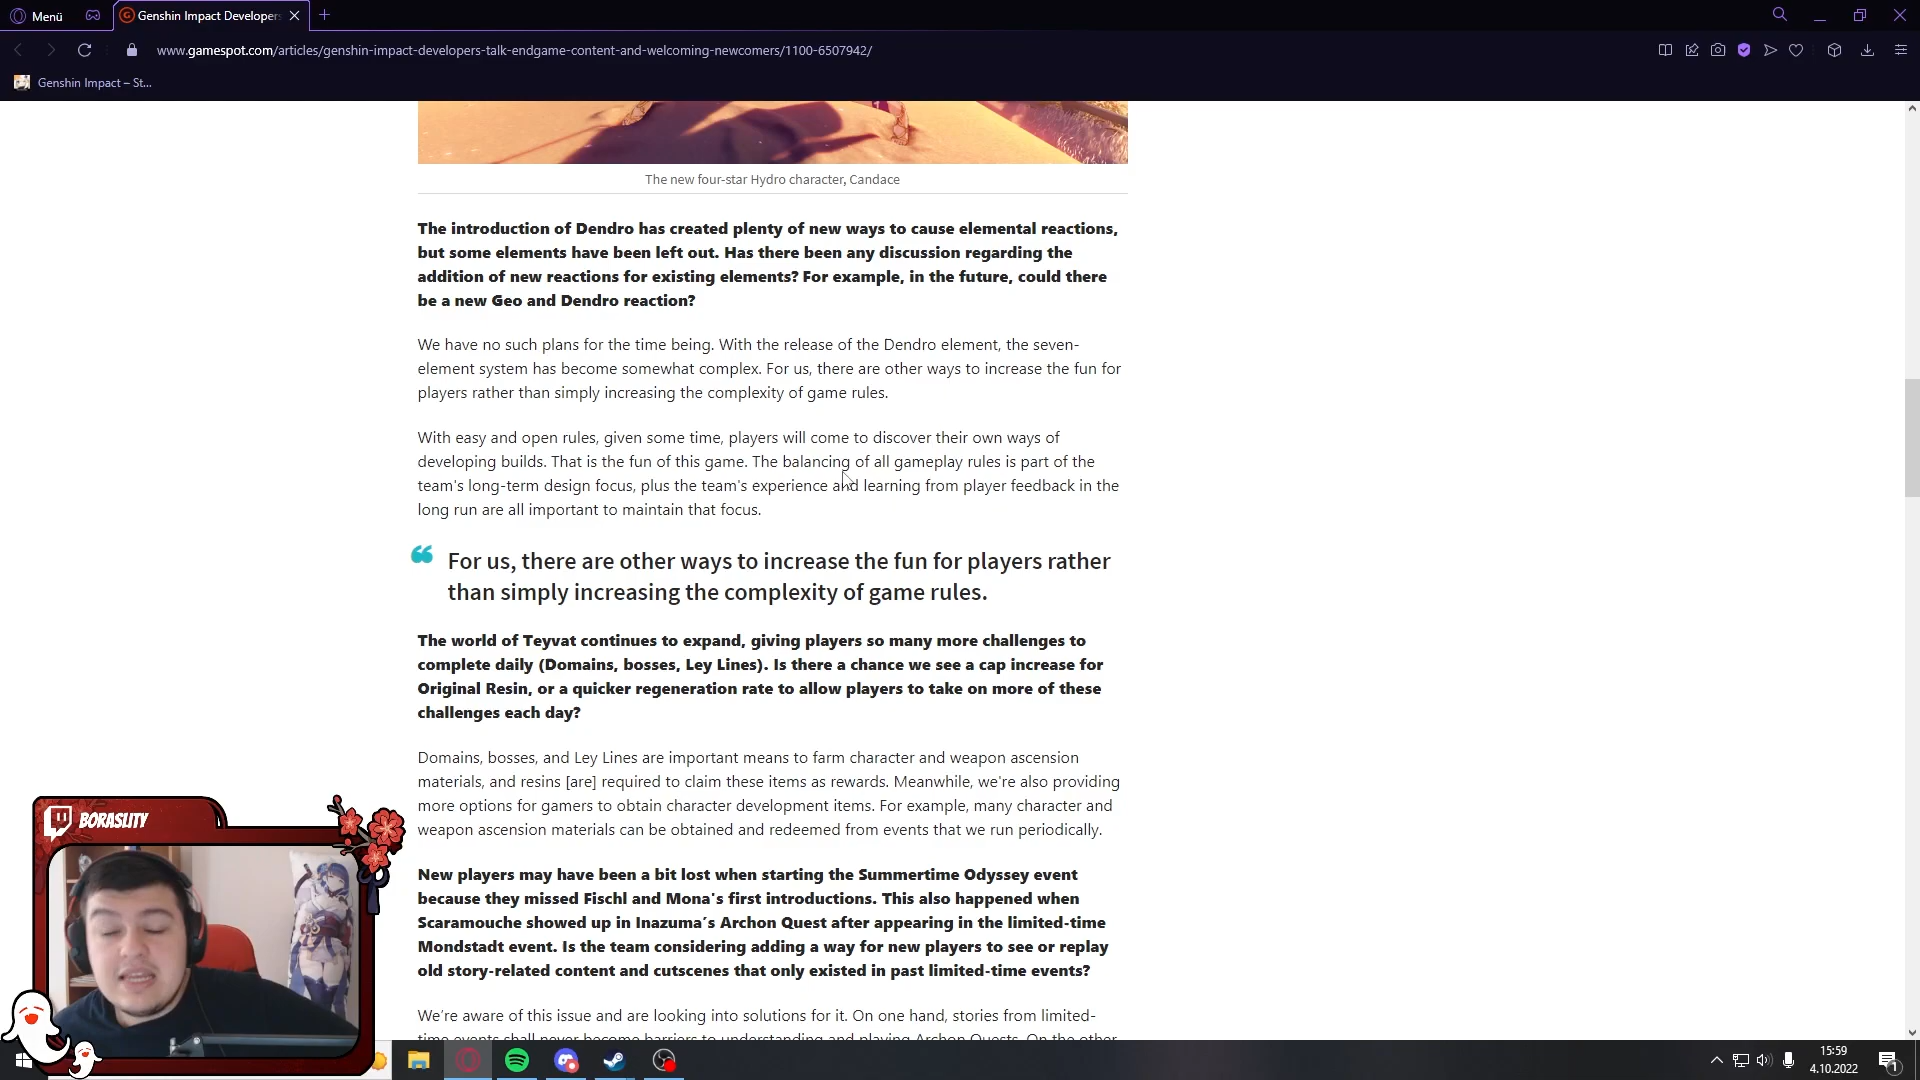 Menü
Genshin Impact Developers
www.gamespot.com/articles/genshin-impact-developers-talk-endgame-content-and-welcoming-newcomers/1100-6507942/
Genshin Impact – St...
The new four-star Hydro character, Candace
The introduction of Dendro has created plenty of new ways to cause elemental reactions,
but some elements have been left out. Has there been any discussion regarding the
addition of new reactions for existing elements? For example, in the future, could there
be a new Geo and Dendro reaction?
We have no such plans for the time being. With the release of the Dendro element, the seven-
element system has become somewhat complex. For us, there are other ways to increase the fun for
players rather than simply increasing the complexity of game rules.
With easy and open rules, given some time, players will come to discover their own ways of
developing builds. That is the fun of this game. The balancing of all gameplay rules is part of the
team's long-term design focus, plus the team's experience and learning from player feedback in the
long run are all important to maintain that focus.
❝ For us, there are other ways to increase the fun for players rather
than simply increasing the complexity of game rules.
The world of Teyvat continues to expand, giving players so many more challenges to
complete daily (Domains, bosses, Ley Lines). Is there a chance we see a cap increase for
Original Resin, or a quicker regeneration rate to allow players to take on more of these
challenges each day?
Domains, bosses, and Ley Lines are important means to farm character and weapon ascension
materials, and resins [are] required to claim these items as rewards. Meanwhile, we're also providing
more options for gamers to obtain character development items. For example, many character and
weapon ascension materials can be obtained and redeemed from events that we run periodically.
New players may have been a bit lost when starting the Summertime Odyssey event
because they missed Fischl and Mona's first introductions. This also happened when
Scaramouche showed up in Inazuma’s Archon Quest after appearing in the limited-time
Mondstadt event. Is the team considering adding a way for new players to see or replay
old story-related content and cutscenes that only existed in past limited-time events?
We’re aware of this issue and are looking into solutions for it. On one hand, stories from limited-
time events shall never become barriers to understanding and playing Archon Quests. On the other
BORASLITY
15:59
4.10.2022
1